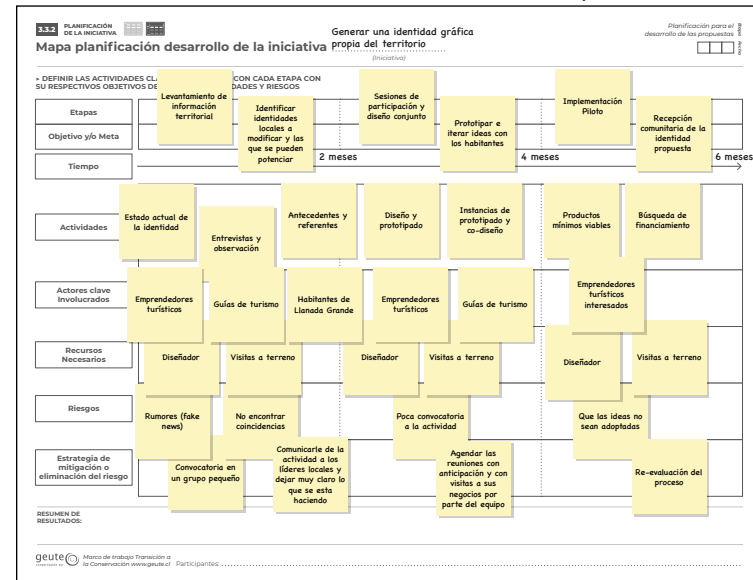 3.3.2
PLANIFICACIÓN
DE LA INICIATIVA
Mapa planificación desarrollo de la iniciativa
Generar una identidad gráfica
propia del territorio
(Iniciativa)
Planificación para el
desarrollo de las propuestas
DEFINIR LAS ACTIVIDADES CON CADA ETAPA CON
SU RESPECTIVOS OBJETIVOS Y RIESGOS
Etapas
Objetivo y/o Meta
Levantamiento de
información
territorial
Identificar
identidades
locales a
modificar y las
que se pueden
potenciar
Sesiones de
participación y
diseño conjunto
Prototipar e
iterar ideas con
los habitantes
Implementación
Piloto
Recepción
comunitaria de la
identidad
propuesta
Tiempo
2 meses
4 meses
6 meses
Actividades
Estado actual de
la identidad
Entrevistas y
observación
Antecedentes y
referentes
Diseño y
prototipado
Instancias de
prototipado y
co-diseño
Productos
mínimos viables
Búsqueda de
financiamiento
Actores clave
Involucrados
Emprendedores
turísticos
Guías de turismo
Habitantes de
Llanada Grande
Emprendedores
turísticos
Guías de turismo
Emprendedores
turísticos
interesados
Recursos
Necesarios
Diseñador
Visitas a terreno
Diseñador
Visitas a terreno
Diseñador
Visitas a terreno
Riesgos
Rumores (fake
news)
No encontrar
coincidencias
Poca convocatoria
a la actividad
Que las ideas no
sean adoptadas
Estrategia de
mitigación o
eliminación del riesgo
Convocatoria en
un grupo pequeño
Comunicarle de la
actividad a los
líderes locales y
dejar muy claro lo
que se esta
haciendo
Agendar las
reuniones con
anticipación y con
visitas a sus
negocios por
parte del equipo
Re-evaluación del
proceso
RESUMEN DE
RESULTADOS:
geute
Marco de trabajo Transición a
la Conservación www.geute.cl
Participantes: